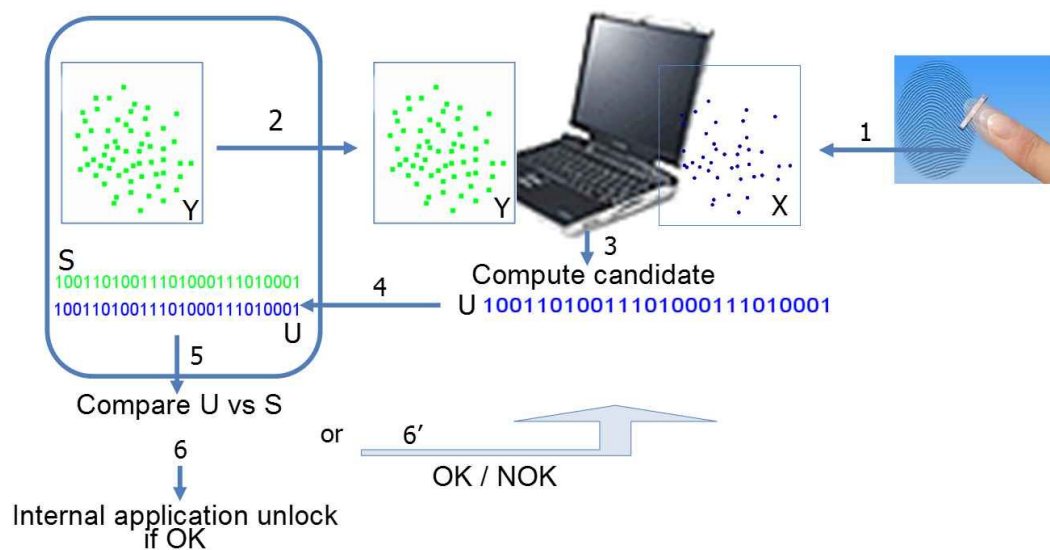 2
1
Y
Y
X
3
S
Compute candidate
10011010011101000111010001
4
U 10011010011101000111010001
10011010011101000111010001
U
5
Compare U vs S
or
6'
6
OK / NOK
Internal application unlock
if OK